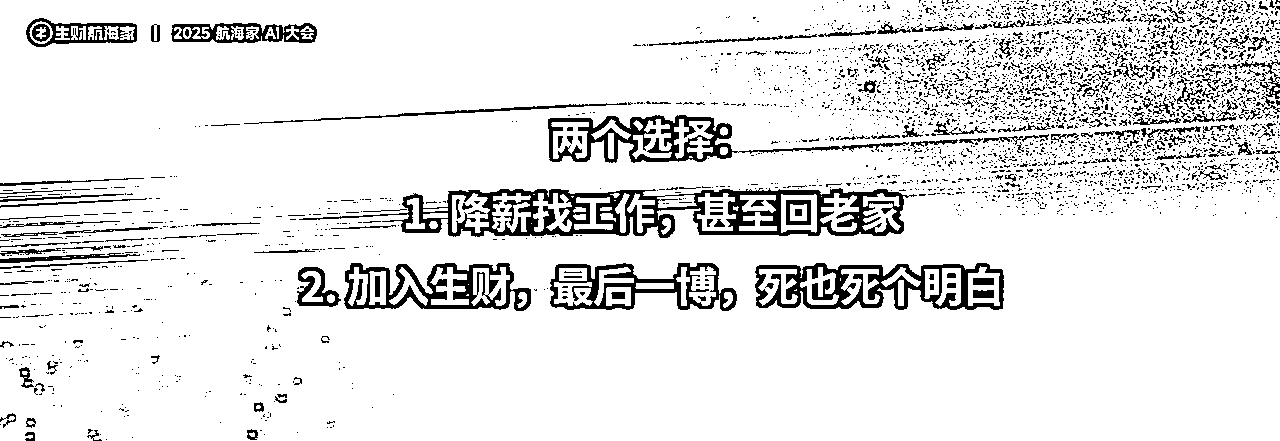 生财航海家 | 2025 航海家 AI 大会
两个选择：
1. 降薪找工作，甚至回老家
2. 加入生财，最后一博，死也死个明白